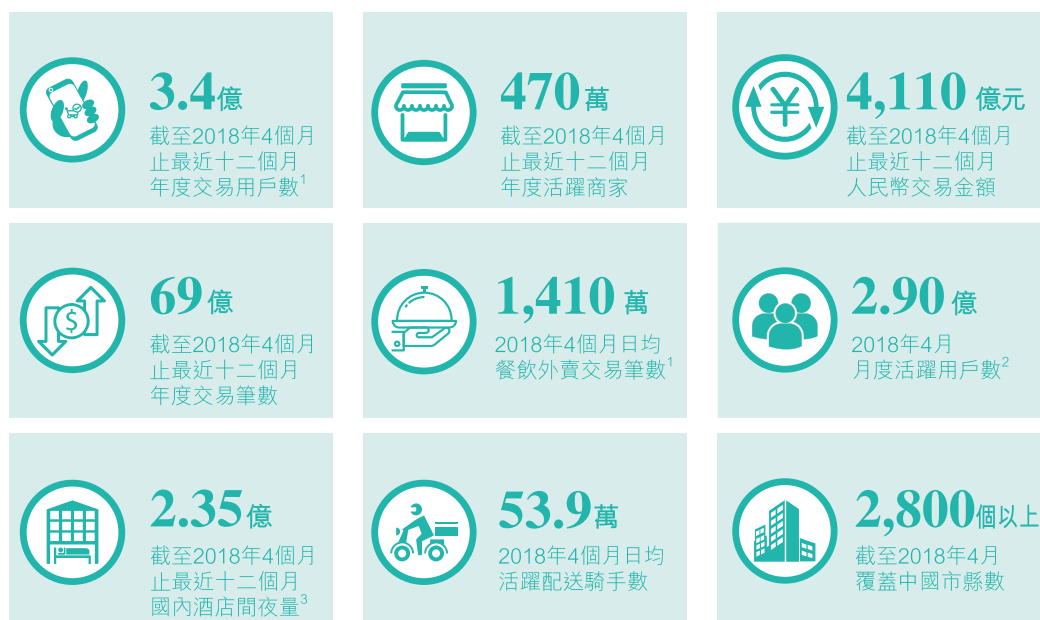 3.4億
截至2018年4個月
止最近十二個月
年度交易用戶數1
470萬
截至2018年4個月
止最近十二個月
年度活躍商家
4,110 億元
截至2018年4個月
止最近十二個月
人民幣交易金額
69億
截至2018年4個月
止最近十二個月
年度交易筆數
1,410 萬
2018年4個月日均
餐飲外賣交易筆數1
2.90 億
2018年4月
月度活躍用戶數2
2.35億
截至2018年4個月
止最近十二個月
國內酒店間夜量3
53.9萬
2018年4個月日均
活躍配送騎手數
2,800個以上
截至2018年4月
覆蓋中國市縣數